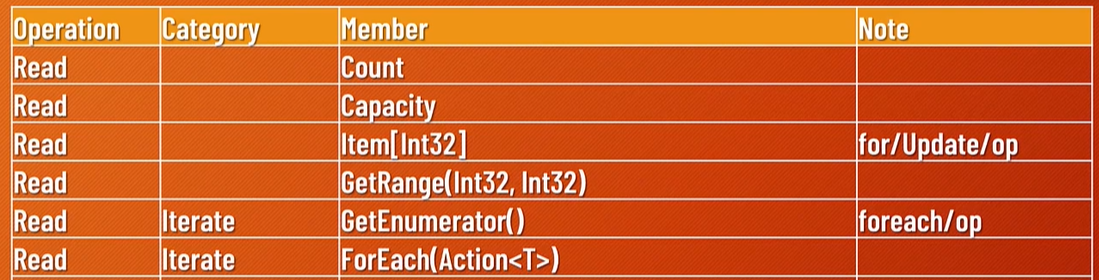 Operation Category Member Note
Read Count
Read Capacity
Read Item[Int32] for/Update/op
Read GetRange(Int32, Int32)
Read Iterate GetEnumerator() foreach/op
Read Iterate ForEach(Action<T>)